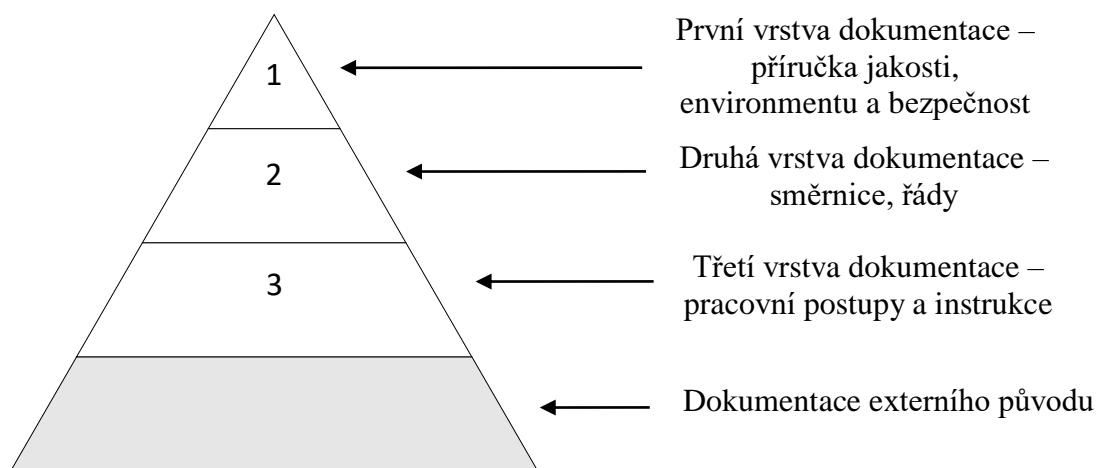 1
První vrstva dokumentace –
příručka jakosti,
environmentu a bezpečnost
2
Druhá vrstva dokumentace –
směrnice, řády
3
Třetí vrstva dokumentace –
pracovní postupy a instrukce
Dokumentace externího původu